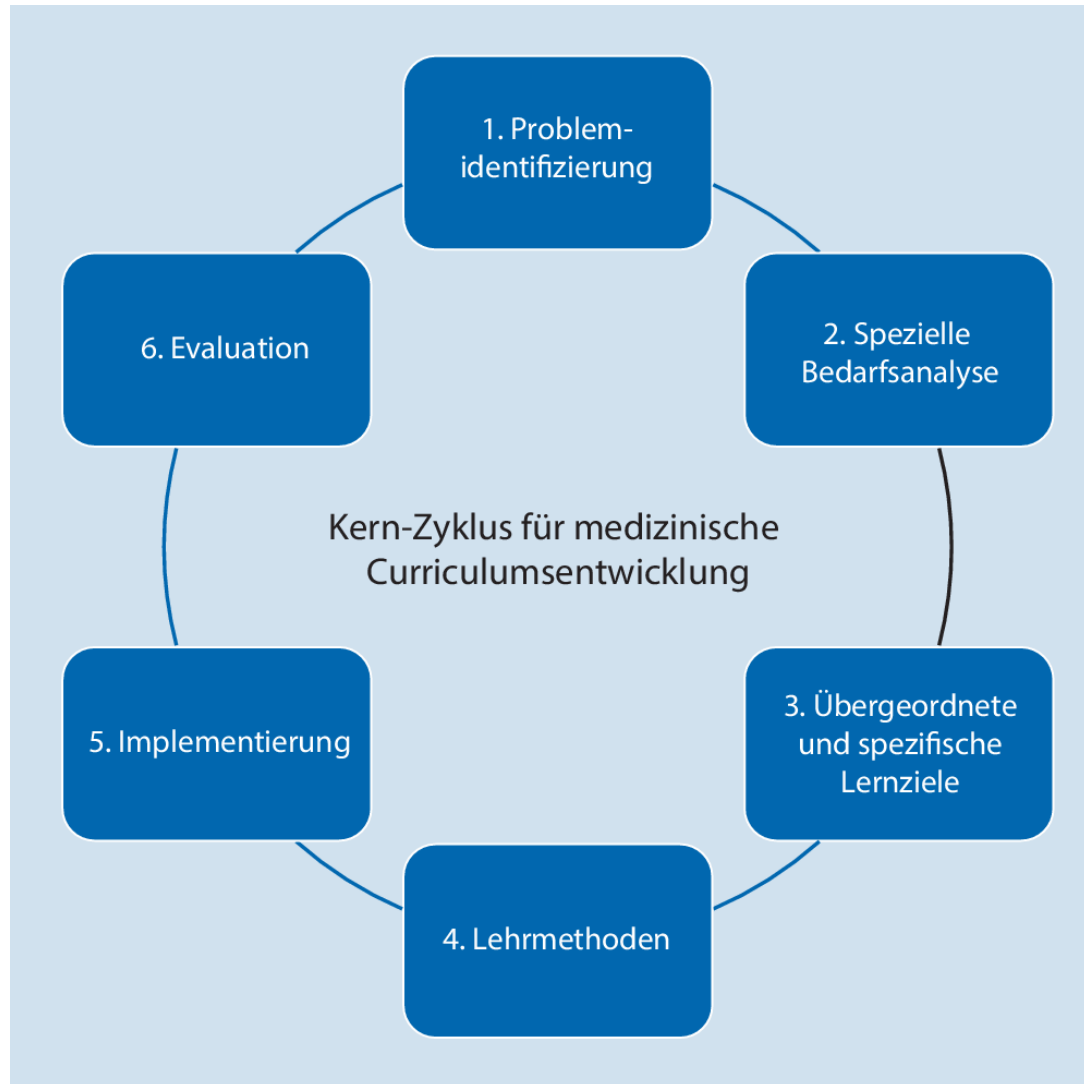 1. Problem-
identifizierung
2. Spezielle
Bedarfsanalyse
3. Übergeordnete
und spezifische
Lernziele
4. Lehrmethoden
5. Implementierung
6. Evaluation
Kern-Zyklus für medizinische
Curriculumsentwicklung